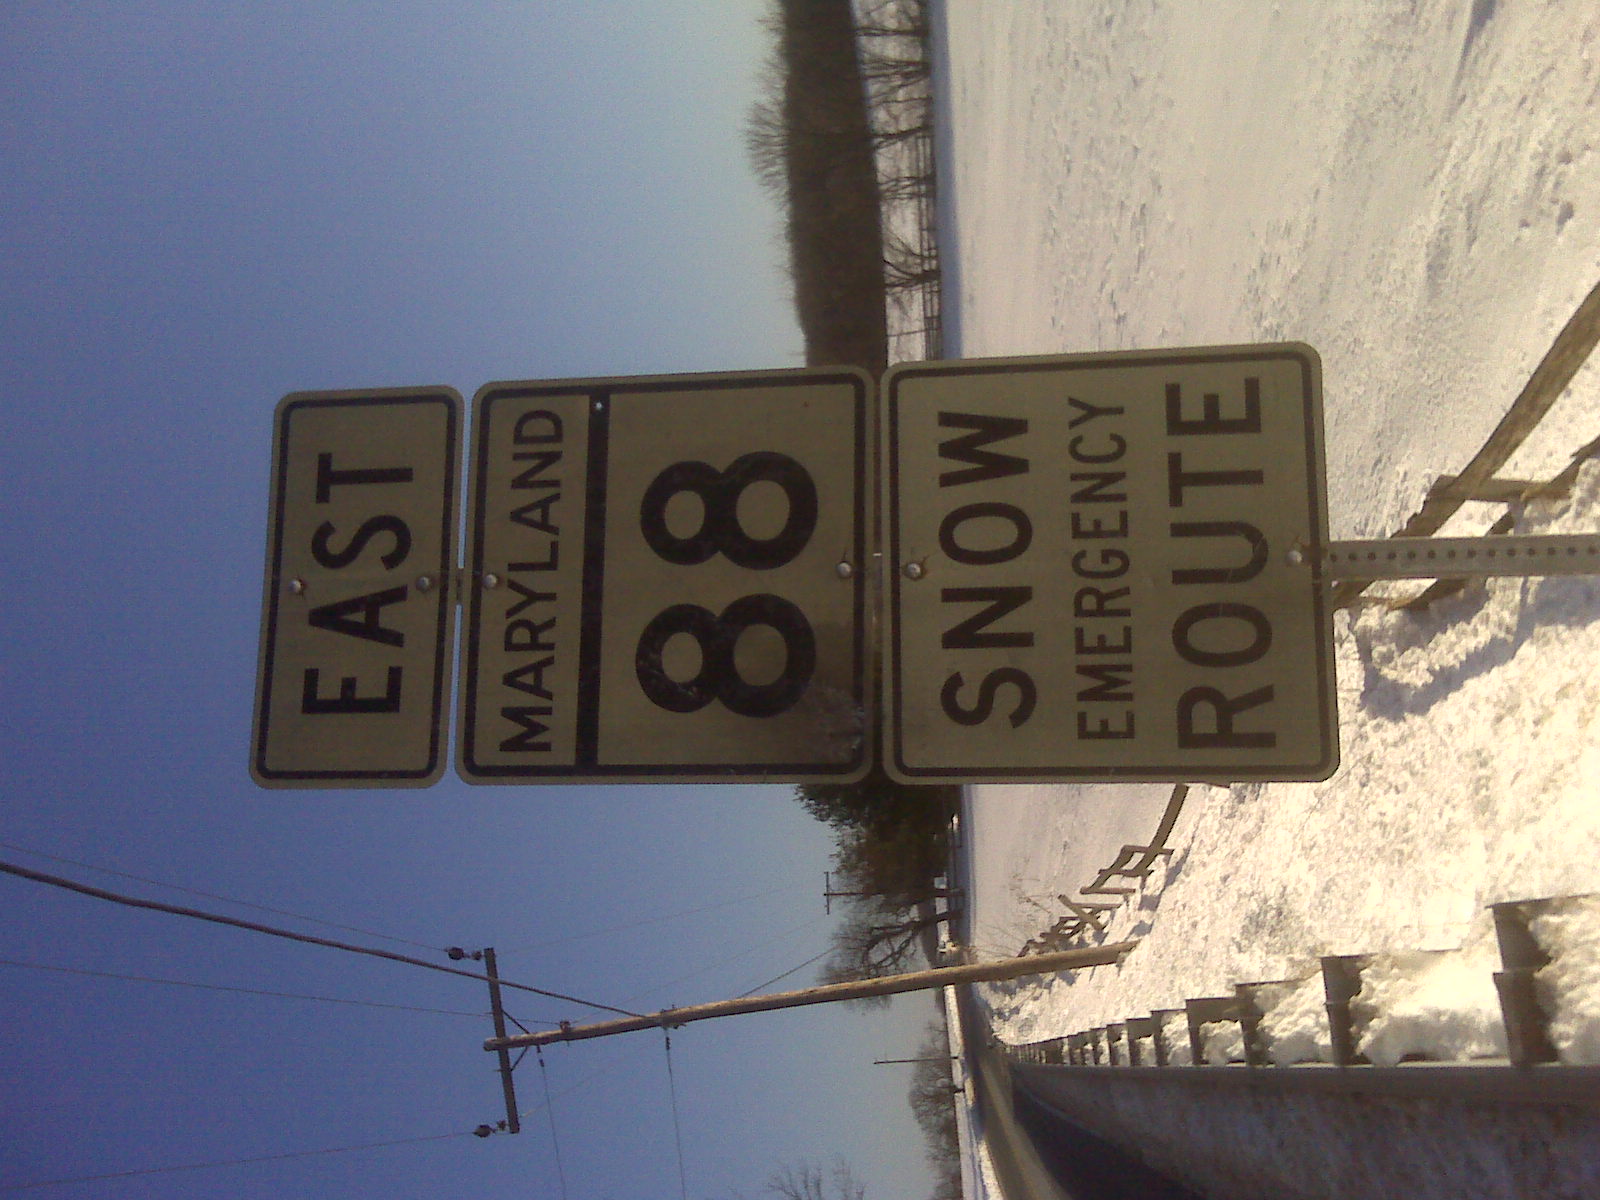 EAST
MARYLAND
88
SNOW
EMERGENCY
ROUTE